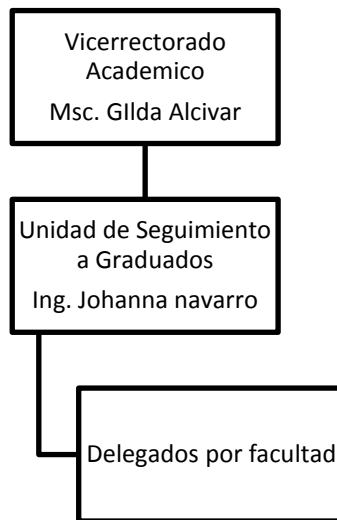 Vicerrectorado
Academico
Msc. GIlda Alcivar
Unidad de Seguimiento
a Graduados
Ing. Johanna navarro
Delegados por facultad